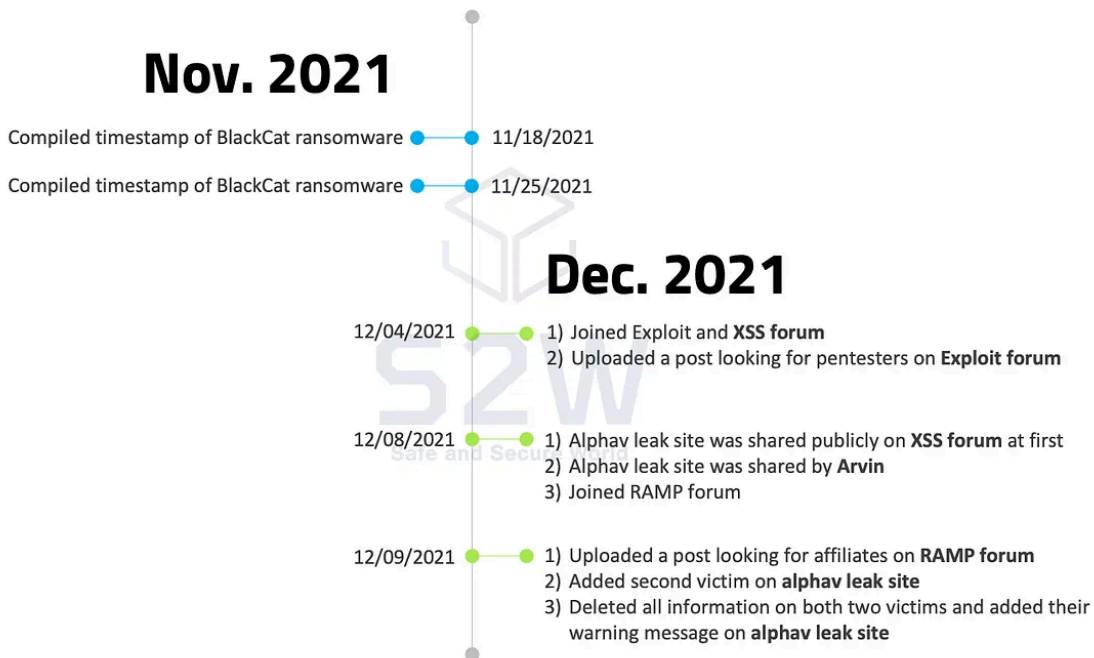 Nov. 2021
Compiled timestamp of BlackCat ransomware 11/18/2021
Compiled timestamp of BlackCat ransomware 11/25/2021
Dec. 2021
12/04/2021 1) Joined Exploit and XSS forum
2) Uploaded a post looking for pentesters on Exploit forum
S2W
Safe and Secure World
12/08/2021 1) Alphav leak site was shared publicly on XSS forum at first
2) Alphav leak site was shared by Arvin
3) Joined RAMP forum
12/09/2021 1) Uploaded a post looking for affiliates on RAMP forum
2) Added second victim on alphav leak site
3) Deleted all information on both two victims and added their
warning message on alphav leak site